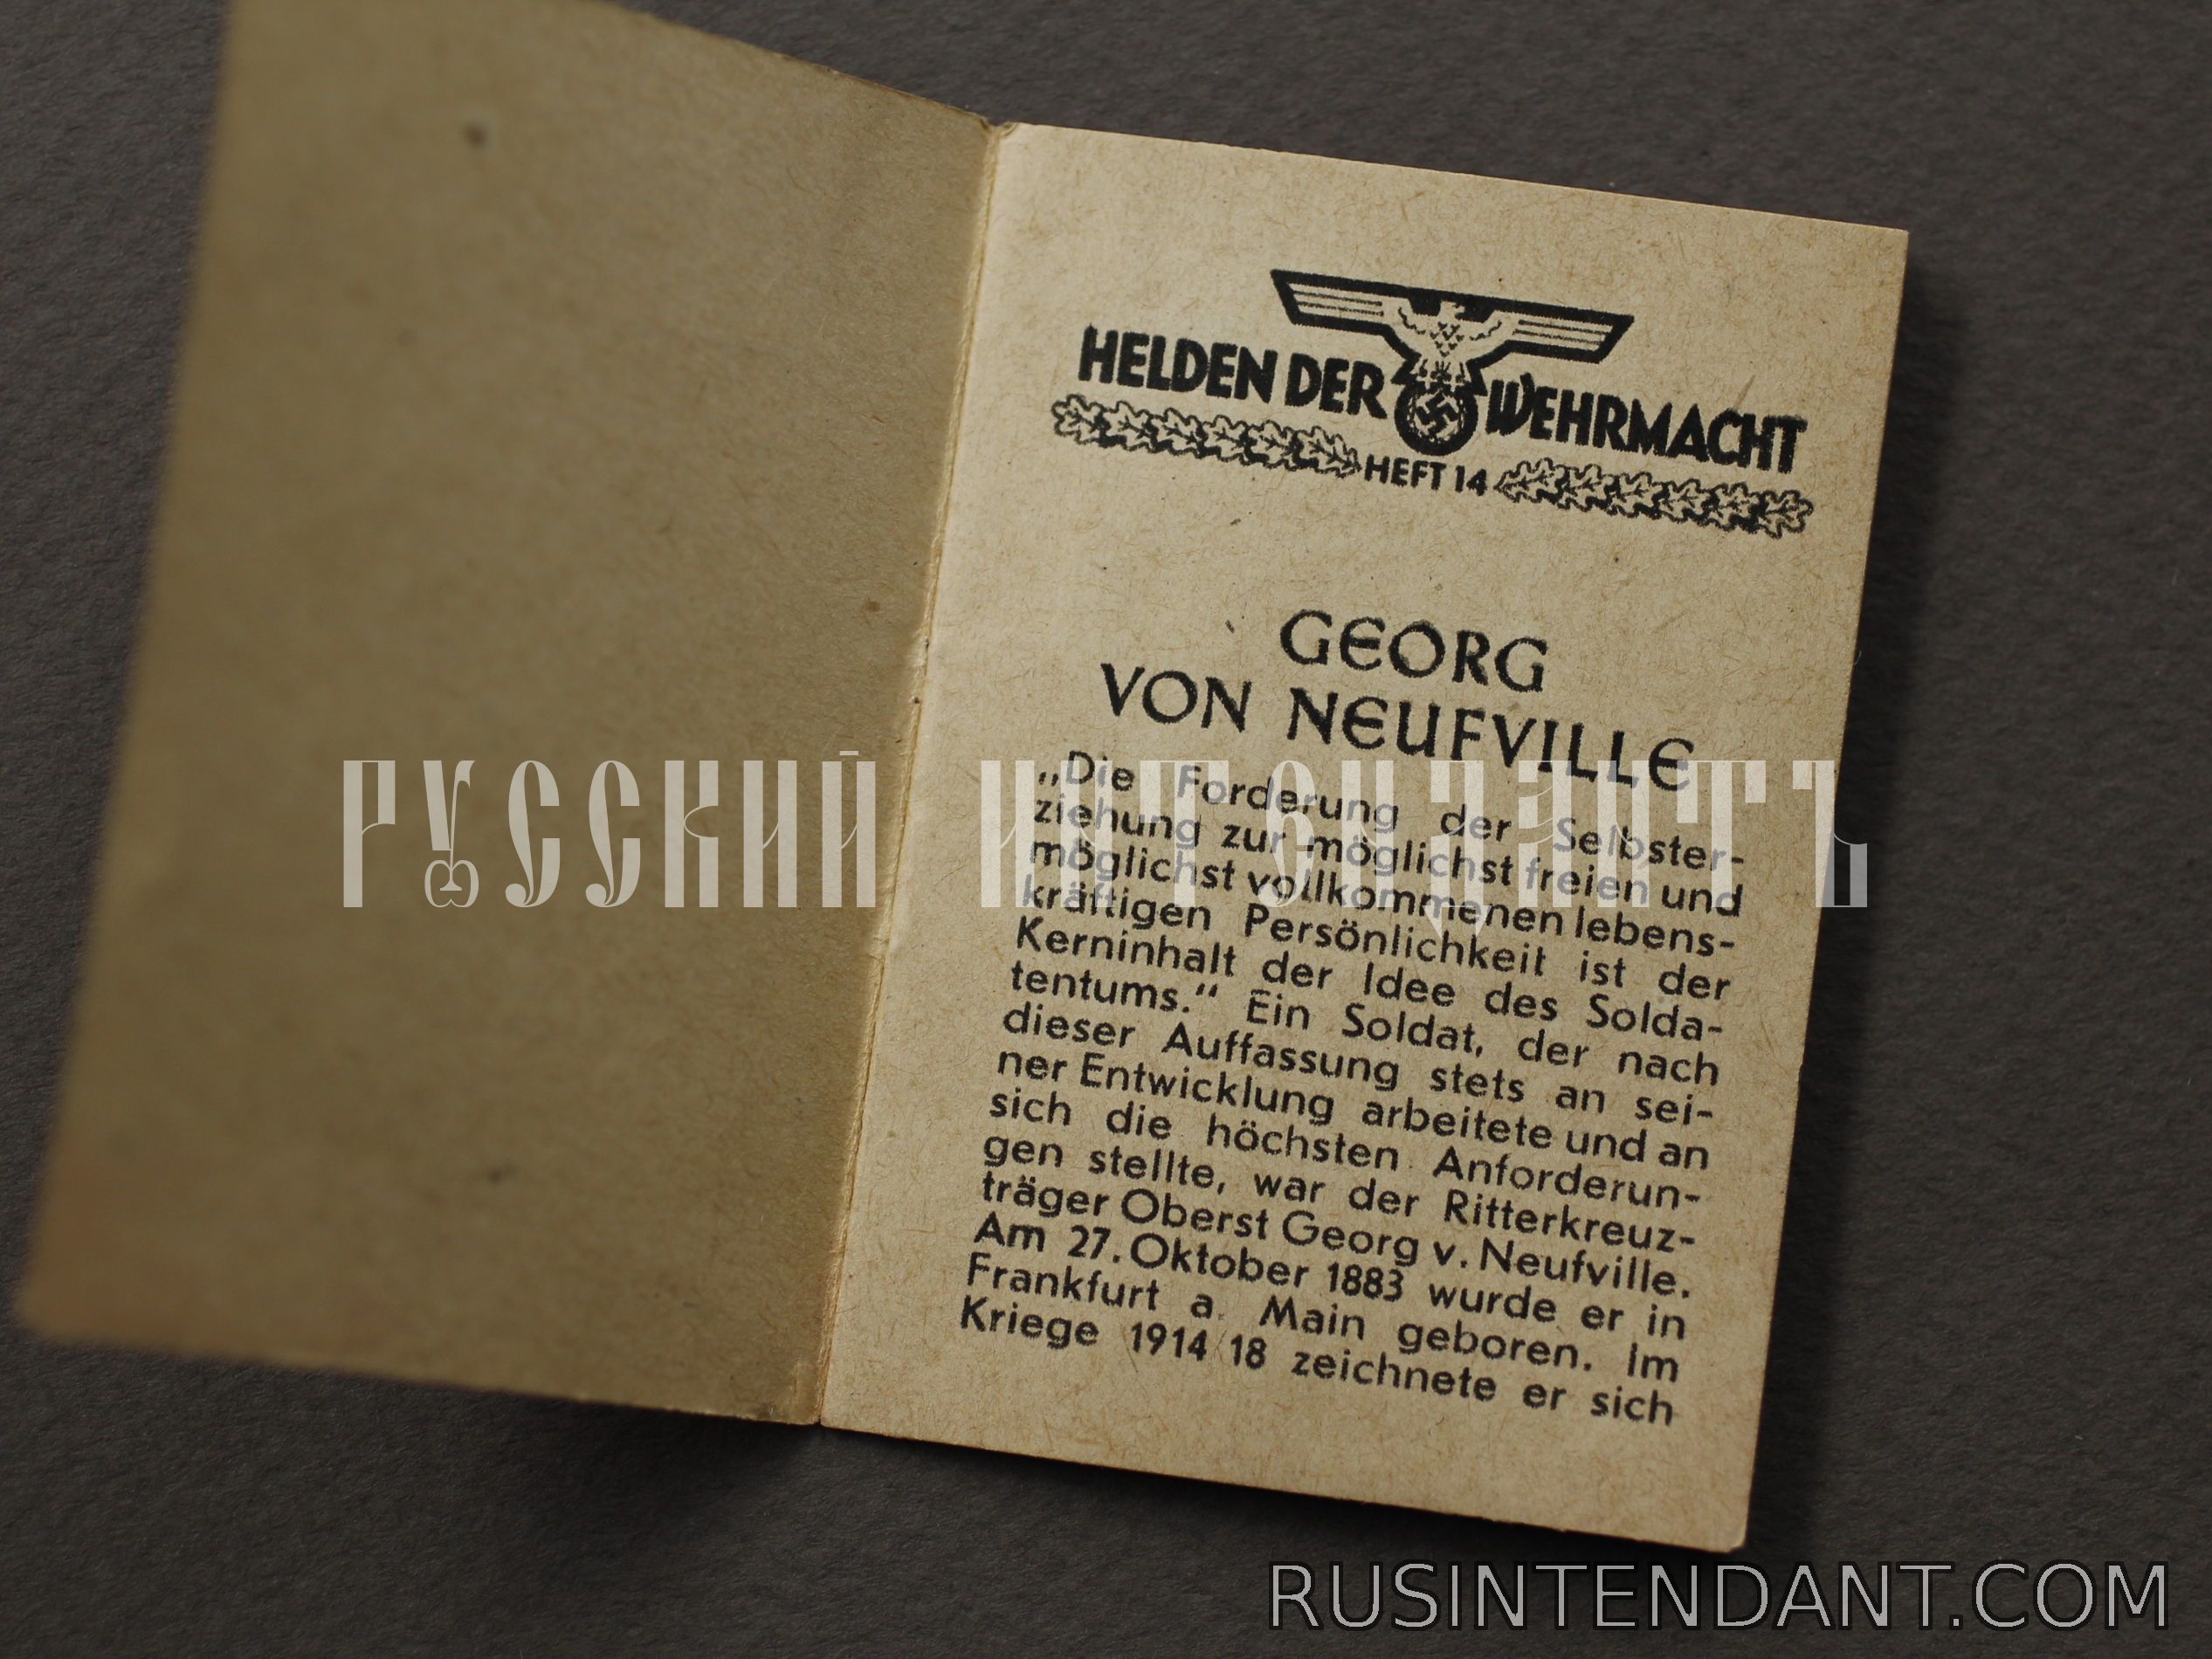 HELDEN DER WEHRMACHT
HEFT 14
GEORG
VON NEUFVILLE
„Die Forderung der Selbster-
ziehung zur möglichst freien und
möglichst vollkommenen lebens-
kräftigen Persönlichkeit ist der
Kerninhalt der Idee des Solda-
tentums.“ Ein Soldat, der nach
dieser Auffassung stets an sei-
ner Entwicklung arbeitete und an
sich die höchsten Anforderun-
gen stellte, war der Ritterkreuz-
träger Oberst Georg v. Neufville.
Am 27. Oktober 1883 wurde er in
Frankfurt a. Main geboren. Im
Kriege 1914/18 zeichnete er sich
РУССКИЙ ИНТЕНДАНТЪ
RUSINTENDANT.COM